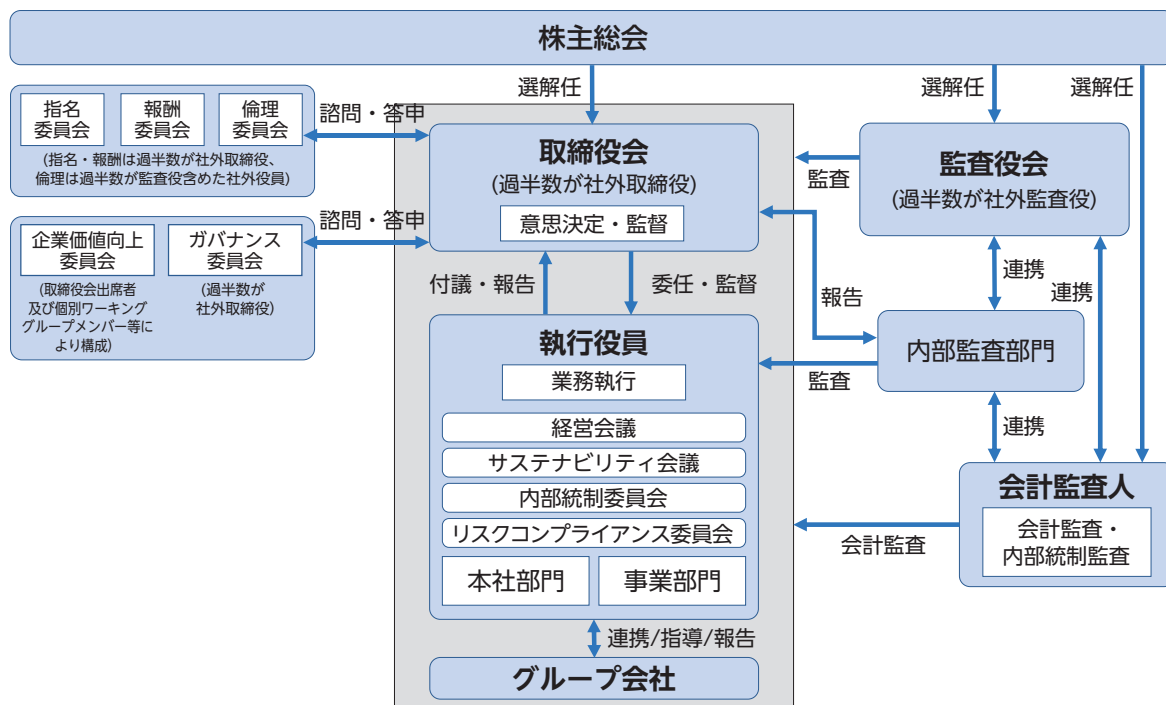 株主総会
選解任
選解任
選解任
指名
委員会
報酬
委員会
倫理
委員会
(指名・報酬は過半数が社外取締役、
倫理は過半数が監査役含めた社外役員)
諮問・答申
取締役会
(過半数が社外取締役)
意思決定・監督
監査
監査役会
(過半数が社外監査役)
企業価値向上
委員会
(取締役会出席者
及び個別ワーキング
グループメンバー等に
より構成)
ガバナンス
委員会
(過半数が
社外取締役)
諮問・答申
付議・報告
委任・監督
報告
連携
連携
内部監査部門
執行役員
業務執行
監査
経営会議
サステナビリティ会議
内部統制委員会
リスクコンプライアンス委員会
本社部門
事業部門
連携
会計監査人
会計監査・
内部統制監査
会計監査
連携/指導/報告
グループ会社